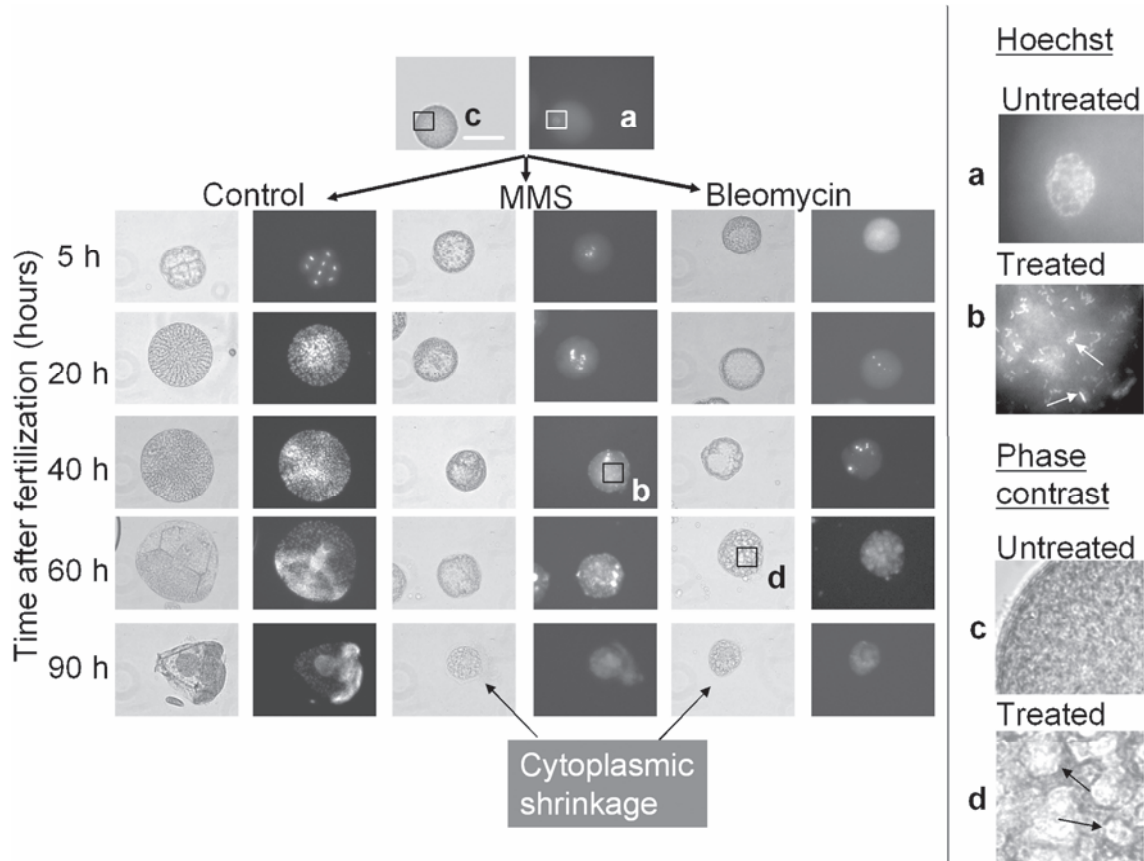 c
a
Control
MMS
Bleomycin
Time after fertilization (hours)
5 h
20 h
40 h
b
60 h
d
90 h
Cytoplasmic
shrinkage
Hoechst
Untreated
a
Treated
b
Phase
contrast
Untreated
c
Treated
d